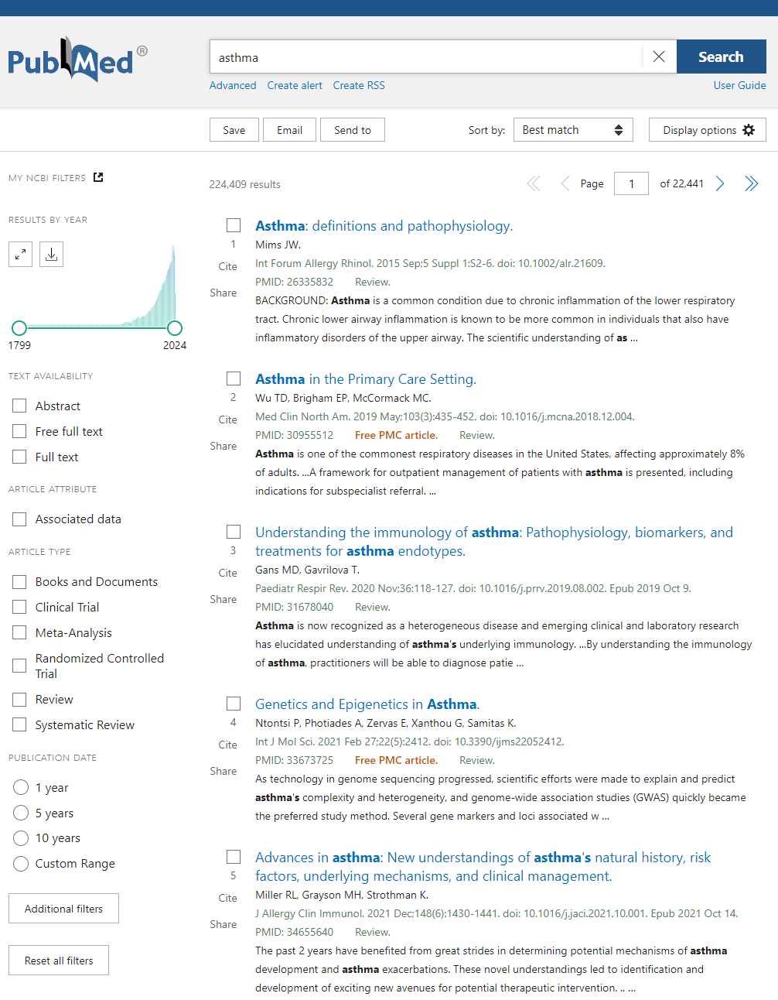 PubMed®
asthma
Search
Advanced Create alert Create RSS
User Guide
Save Email Send to
Sort by: Best match
Display options
MY NCBI FILTERS
224,409 results
Page 1 of 22,441
RESULTS BY YEAR
1799 2024
TEXT AVAILABILITY
Abstract
Free full text
Full text
ARTICLE ATTRIBUTE
Associated data
ARTICLE TYPE
Books and Documents
Clinical Trial
Meta-Analysis
Randomized Controlled
Trial
Review
Systematic Review
PUBLICATION DATE
1 year
5 years
10 years
Custom Range
Additional filters
Reset all filters
Asthma: definitions and pathophysiology.
1
Cite
Share
Mims JW.
Int Forum Allergy Rhinol. 2015 Sep;5 Suppl 1:S2-6. doi: 10.1002/alr.21609.
PMID: 26335832 Review.
BACKGROUND: Asthma is a common condition due to chronic inflammation of the lower respiratory
tract. Chronic lower airway inflammation is known to be more common in individuals that also have
inflammatory disorders of the upper airway. The scientific understanding of as ...
Asthma in the Primary Care Setting.
2
Cite
Share
Wu TD, Brigham EP, McCormack MC.
Med Clin North Am. 2019 May;103(3):435-452. doi: 10.1016/j.mcna.2018.12.004.
PMID: 30955512 Free PMC article. Review.
Asthma is one of the commonest respiratory diseases in the United States, affecting approximately 8%
of adults. ...A framework for outpatient management of patients with asthma is presented, including
indications for subspecialist referral. ...
Understanding the immunology of asthma: Pathophysiology, biomarkers, and
treatments for asthma endotypes.
3
Cite
Share
Gans MD, Gavrilova T.
Paediatr Respir Rev. 2020 Nov;36:118-127. doi: 10.1016/j.prrv.2019.08.002. Epub 2019 Oct 9.
PMID: 31678040 Review.
Asthma is now recognized as a heterogeneous disease and emerging clinical and laboratory research
has elucidated understanding of asthma's underlying immunology. ...By understanding the immunology
of asthma, practitioners will be able to diagnose patie ...
Genetics and Epigenetics in Asthma.
4
Cite
Share
Ntontsi P, Photiades A, Zervas E, Xanthou G, Samitas K.
Int J Mol Sci. 2021 Feb 27;22(5):2412. doi: 10.3390/ijms22052412.
PMID: 33673725 Free PMC article. Review.
As technology in genome sequencing progressed, scientific efforts were made to explain and predict
asthma's complexity and heterogeneity, and genome-wide association studies (GWAS) quickly became
the preferred study method. Several gene markers and loci associated w ...
Advances in asthma: New understandings of asthma's natural history, risk
factors, underlying mechanisms, and clinical management.
5
Cite
Share
Miller RL, Grayson MH, Strothman K.
J Allergy Clin Immunol. 2021 Dec;148(6):1430-1441. doi: 10.1016/j.jaci.2021.10.001. Epub 2021 Oct 14.
PMID: 34655640 Review.
The past 2 years have benefited from great strides in determining potential mechanisms of asthma
development and asthma exacerbations. These novel understandings led to identification and
development of exciting new avenues for potential therapeutic intervention. .. ...